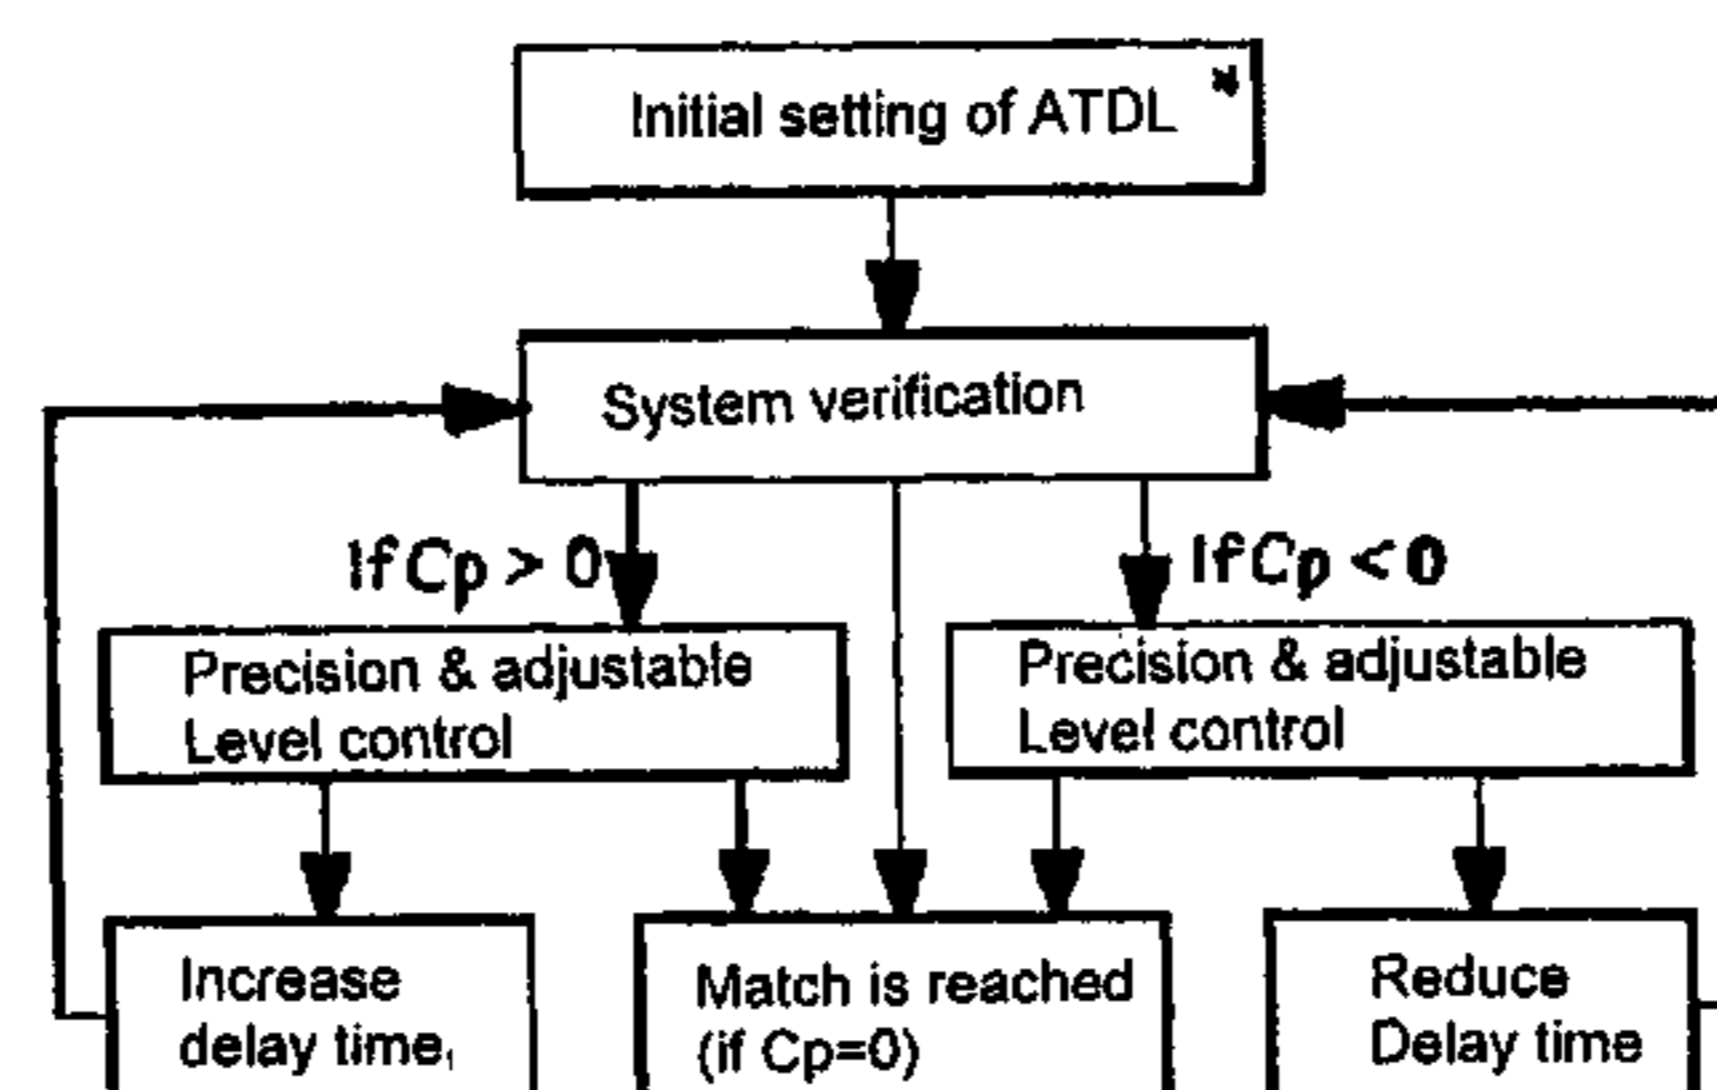 Initial setting of ATDL *
System verification
If Cp > 0
If Cp < 0
Precision & adjustable
Level control
Precision & adjustable
Level control
Increase
delay time,
Match is reached
(if Cp=0)
Reduce
Delay time